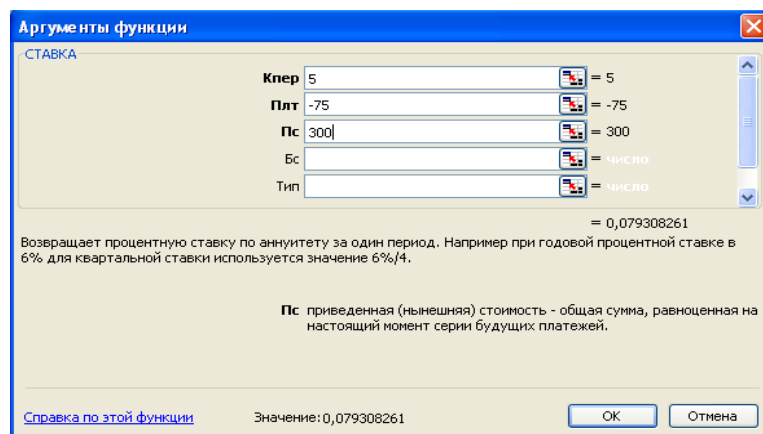 Аргументы функции
СТАВКА
Кпер 5 = 5
Плт -75 = -75
Пс 300 = 300
Бс = число
Тип = число
= 0,079308261
Возвращает процентную ставку по аннуитету за один период. Например при годовой процентной ставке в
6% для квартальной ставки используется значение 6%/4.
Пс приведенная (нынешняя) стоимость - общая сумма, равноценная на
настоящий момент серии будущих платежей.
Справка по этой функции Значение:0,079308261 ОК Отмена